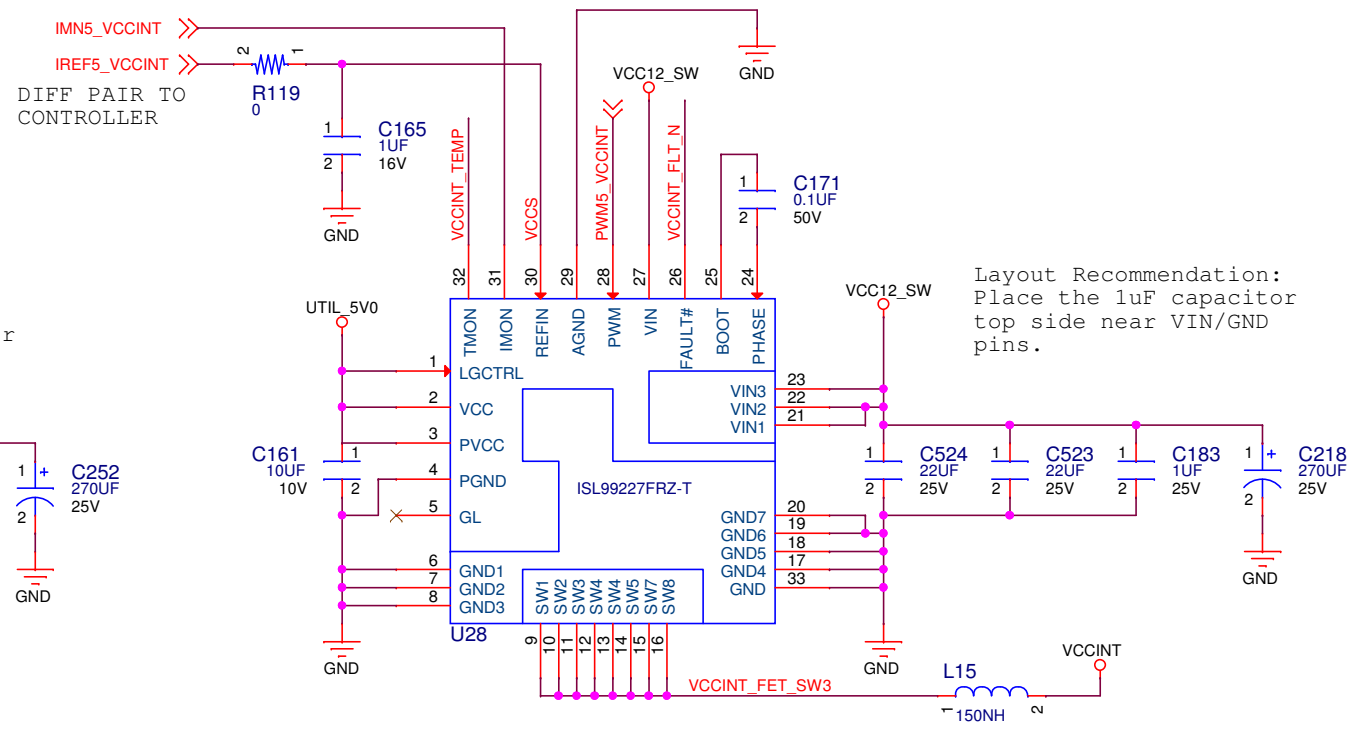 IMN5_VCCINT
IREF5_VCCINT
DIFF PAIR TO
CONTROLLER
2
1
R119
0
1
2
C165
1UF
16V
GND
GND
VCC12_SW
VCCINT_TEMP
VCCS
PWM5_VCCINT
VCCINT_FLT_N
1
2
C171
0.1UF
50V
32
31
30
29
28
27
26
25
24
TMON
IMON
REFIN
AGND
PWM
VIN
FAULT#
BOOT
PHASE
Layout Recommendation:
Place the 1uF capacitor
top side near VIN/GND
pins.
VCC12_SW
UTIL_5V0
r
1
LGCTRL
2
VCC
3
PVCC
4
PGND
5
GL
6
GND1
7
GND2
8
GND3
C161
10UF
10V
1
2
GND
ISL99227FRZ-T
U28
23
VIN3
22
VIN2
21
VIN1
20
GND7
19
GND6
18
GND5
17
GND4
33
GND
1
2
C524
22UF
25V
1
2
C523
22UF
25V
1
2
C183
1UF
25V
1
+
2
C218
270UF
25V
GND
GND
1
+
2
C252
270UF
25V
GND
SW1
SW2
SW3
SW4
SW4
SW5
SW7
SW8
9
10
11
12
13
14
15
16
VCCINT_FET_SW3
L15
1
150NH
2
VCCINT